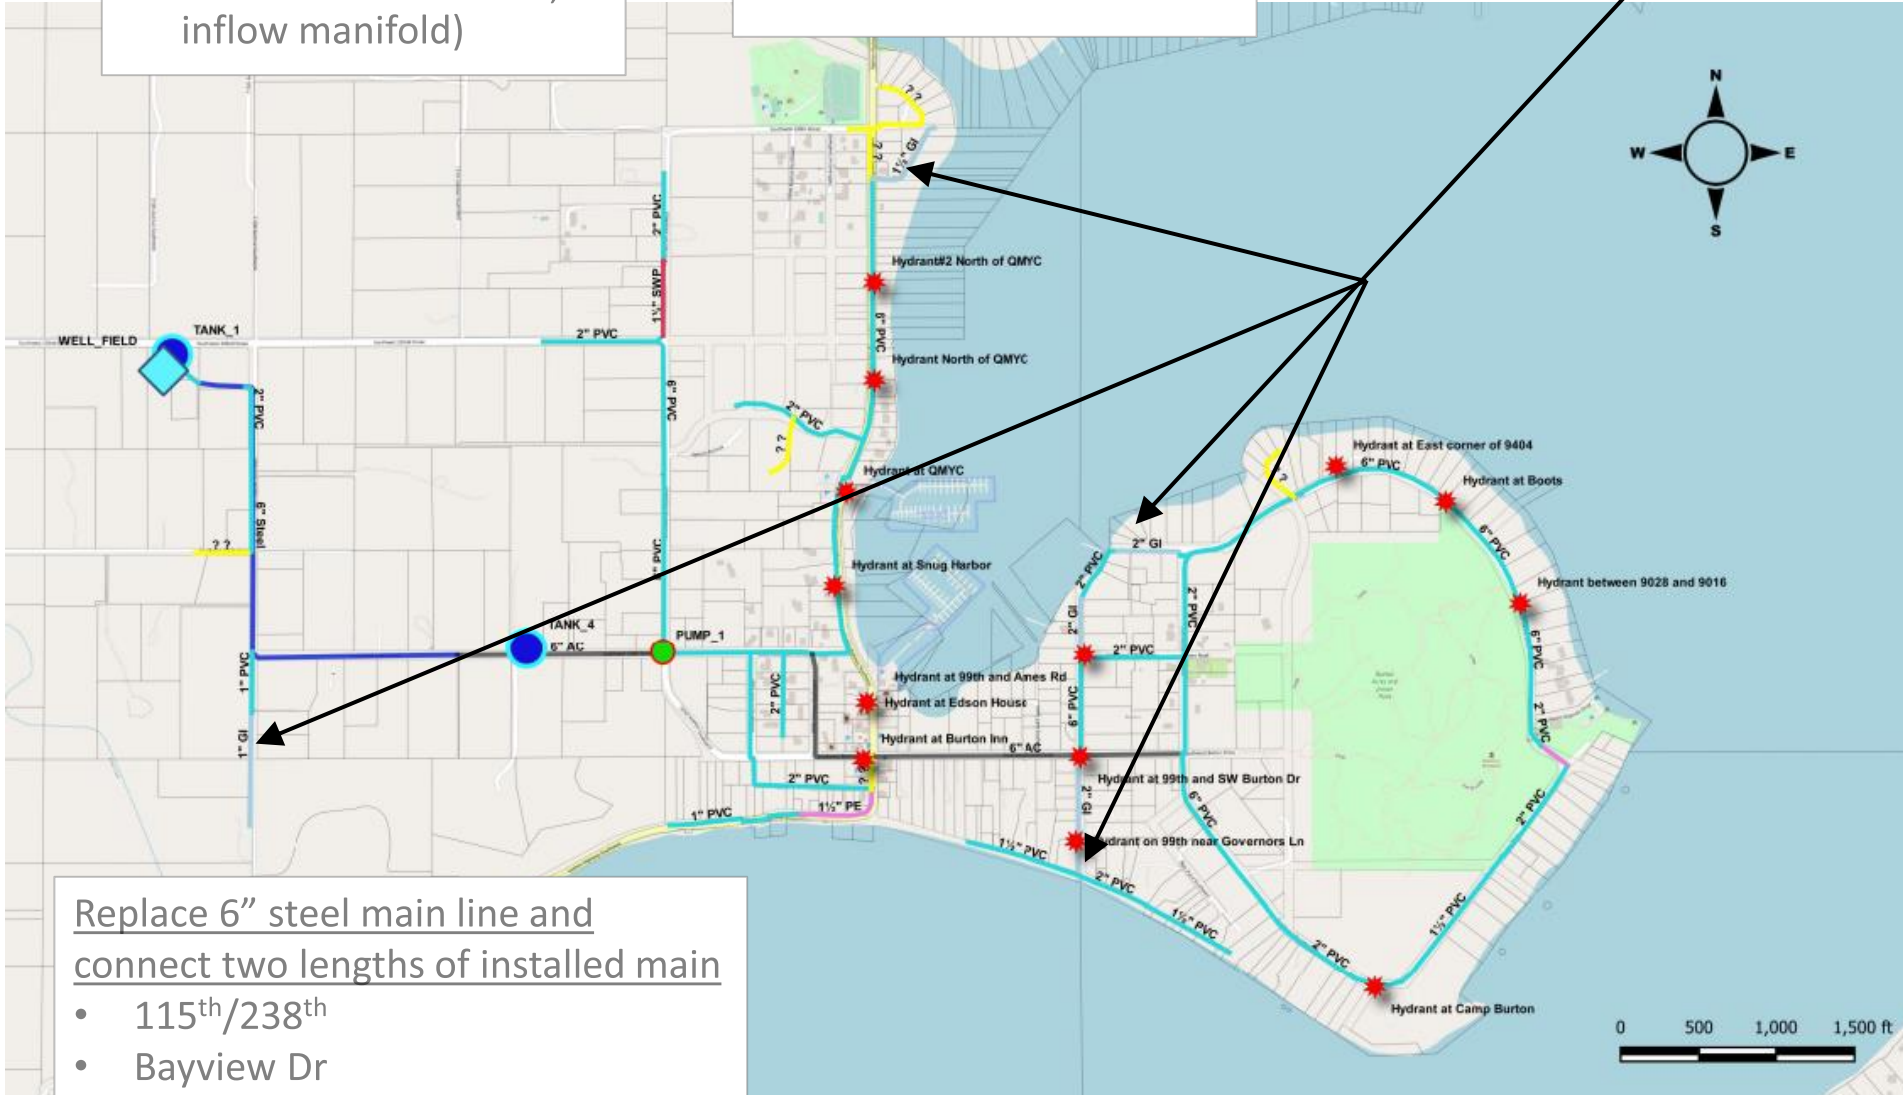 inflow manifold)
N
W
E
S
? ?
1½" GI
? ?
2" PVC
Hydrant#2 North of QMYC
1½" SWP
6" PVC
TANK_1
WELL_FIELD
2" PVC
Hydrant North of QMYC
2" PVC
6" PVC
2" PVC
? ?
Hydrant at East corner of 9404
6" PVC
Hydrant at QMYC
?
Hydrant at Boots
6" Steel
6" PVC
? ?
2" GI
2" PVC
Hydrant at Snug Harbor
Hydrant between 9028 and 9016
2" PVC
2" GI
TANK_4
6" AC
PUMP_1
2" PVC
6" PVC
1" PVC
Hydrant at 99th and Ames Rd
2" PVC
Hydrant at Edson House
6" PVC
2" PVC
1" GI
Hydrant at Burton Inn
6" AC
2" PVC
? ?
Hydrant at 99th and SW Burton Dr
2" GI
6" PVC
2" PVC
1" PVC
1½" PE
Hydrant on 99th near Governors Ln
1½" PVC
2" PVC
1½" PVC
1½" PVC
2" PVC
Hydrant at Camp Burton
Replace 6” steel main line and
connect two lengths of installed main
• 115th/238th
• Bayview Dr
0 500 1,000 1,500 ft